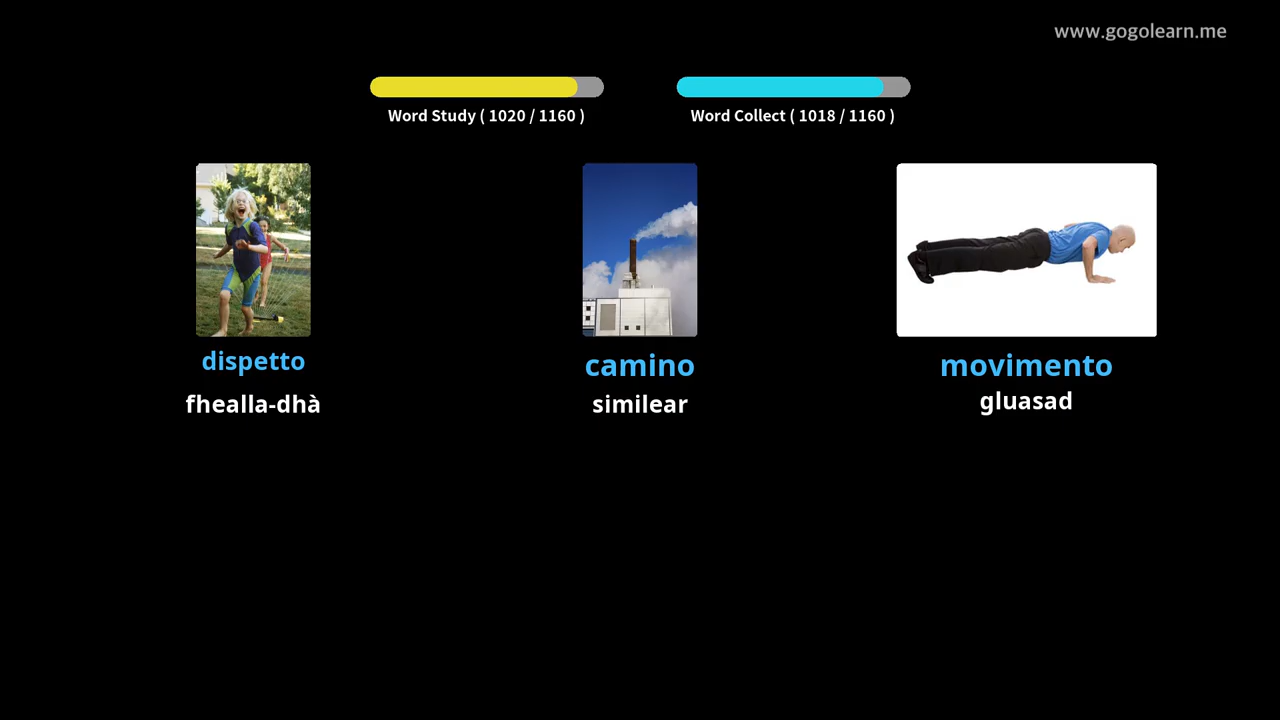 www.gogolearn.me
Word Study ( 1020 / 1160 )
Word Collect ( 1018 / 1160 )
dispetto
fhealla-dhà
camino
similear
movimento
gluasad